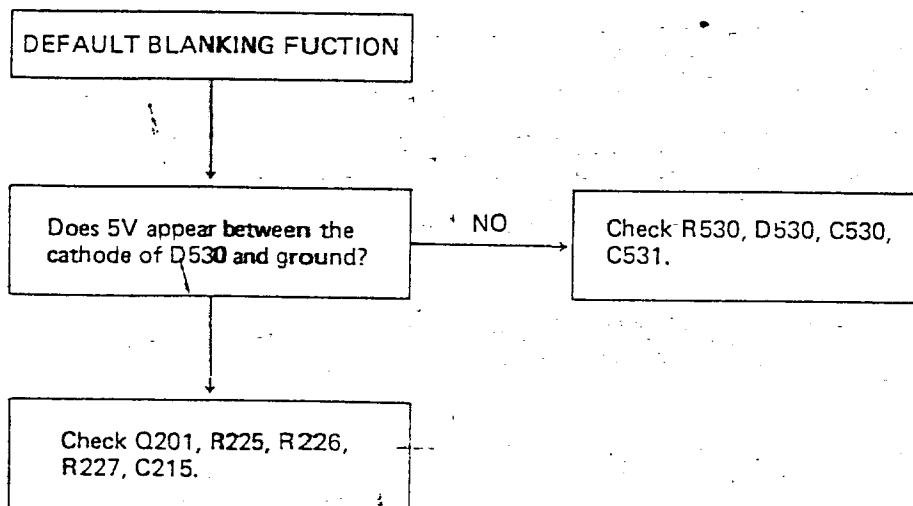 DEFAULT BLANKING FUCTION
Does 5V appear between the
cathode of D530 and ground?
NO
Check R530, D530, C530,
C531.
Check Q201, R225, R226,
R227, C215.